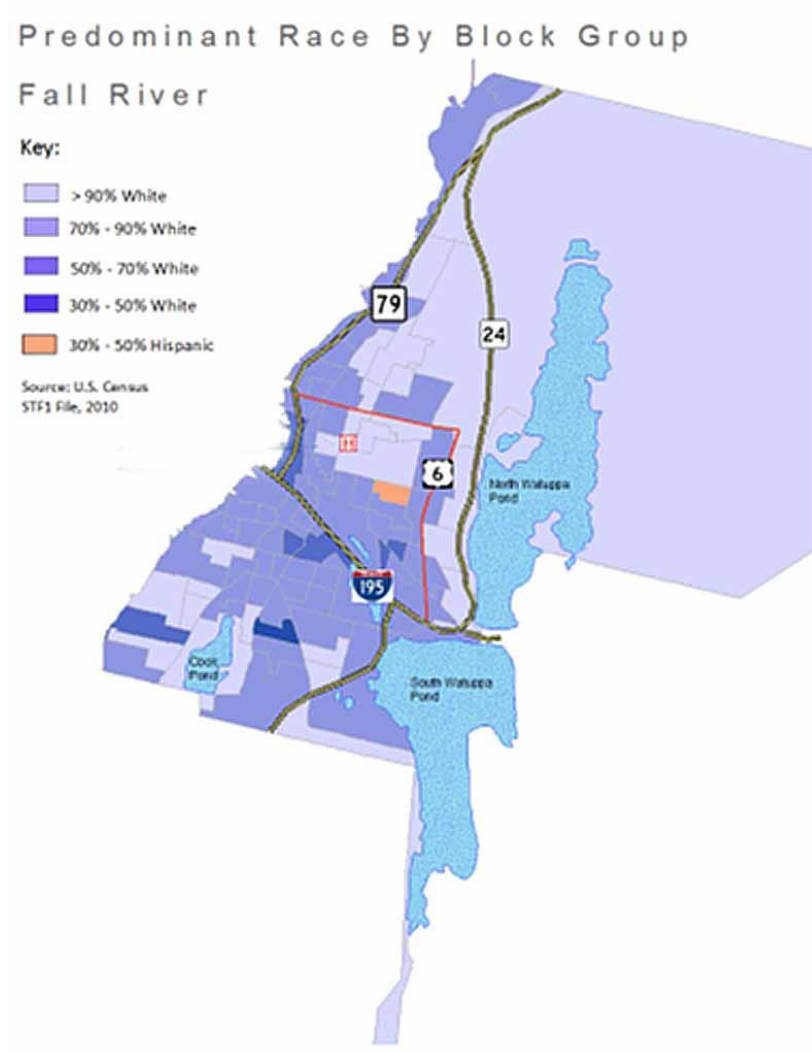 Predominant Race By Block Group
Fall River
Key:
> 90% White
70% - 90% White
50% - 70% White
30% - 50% White
30% - 50% Hispanic
Source: U.S. Census
STF1 File, 2010
79
24
6
North Watuppa
Pond
195
Cook
Pond
South Watuppa
Pond